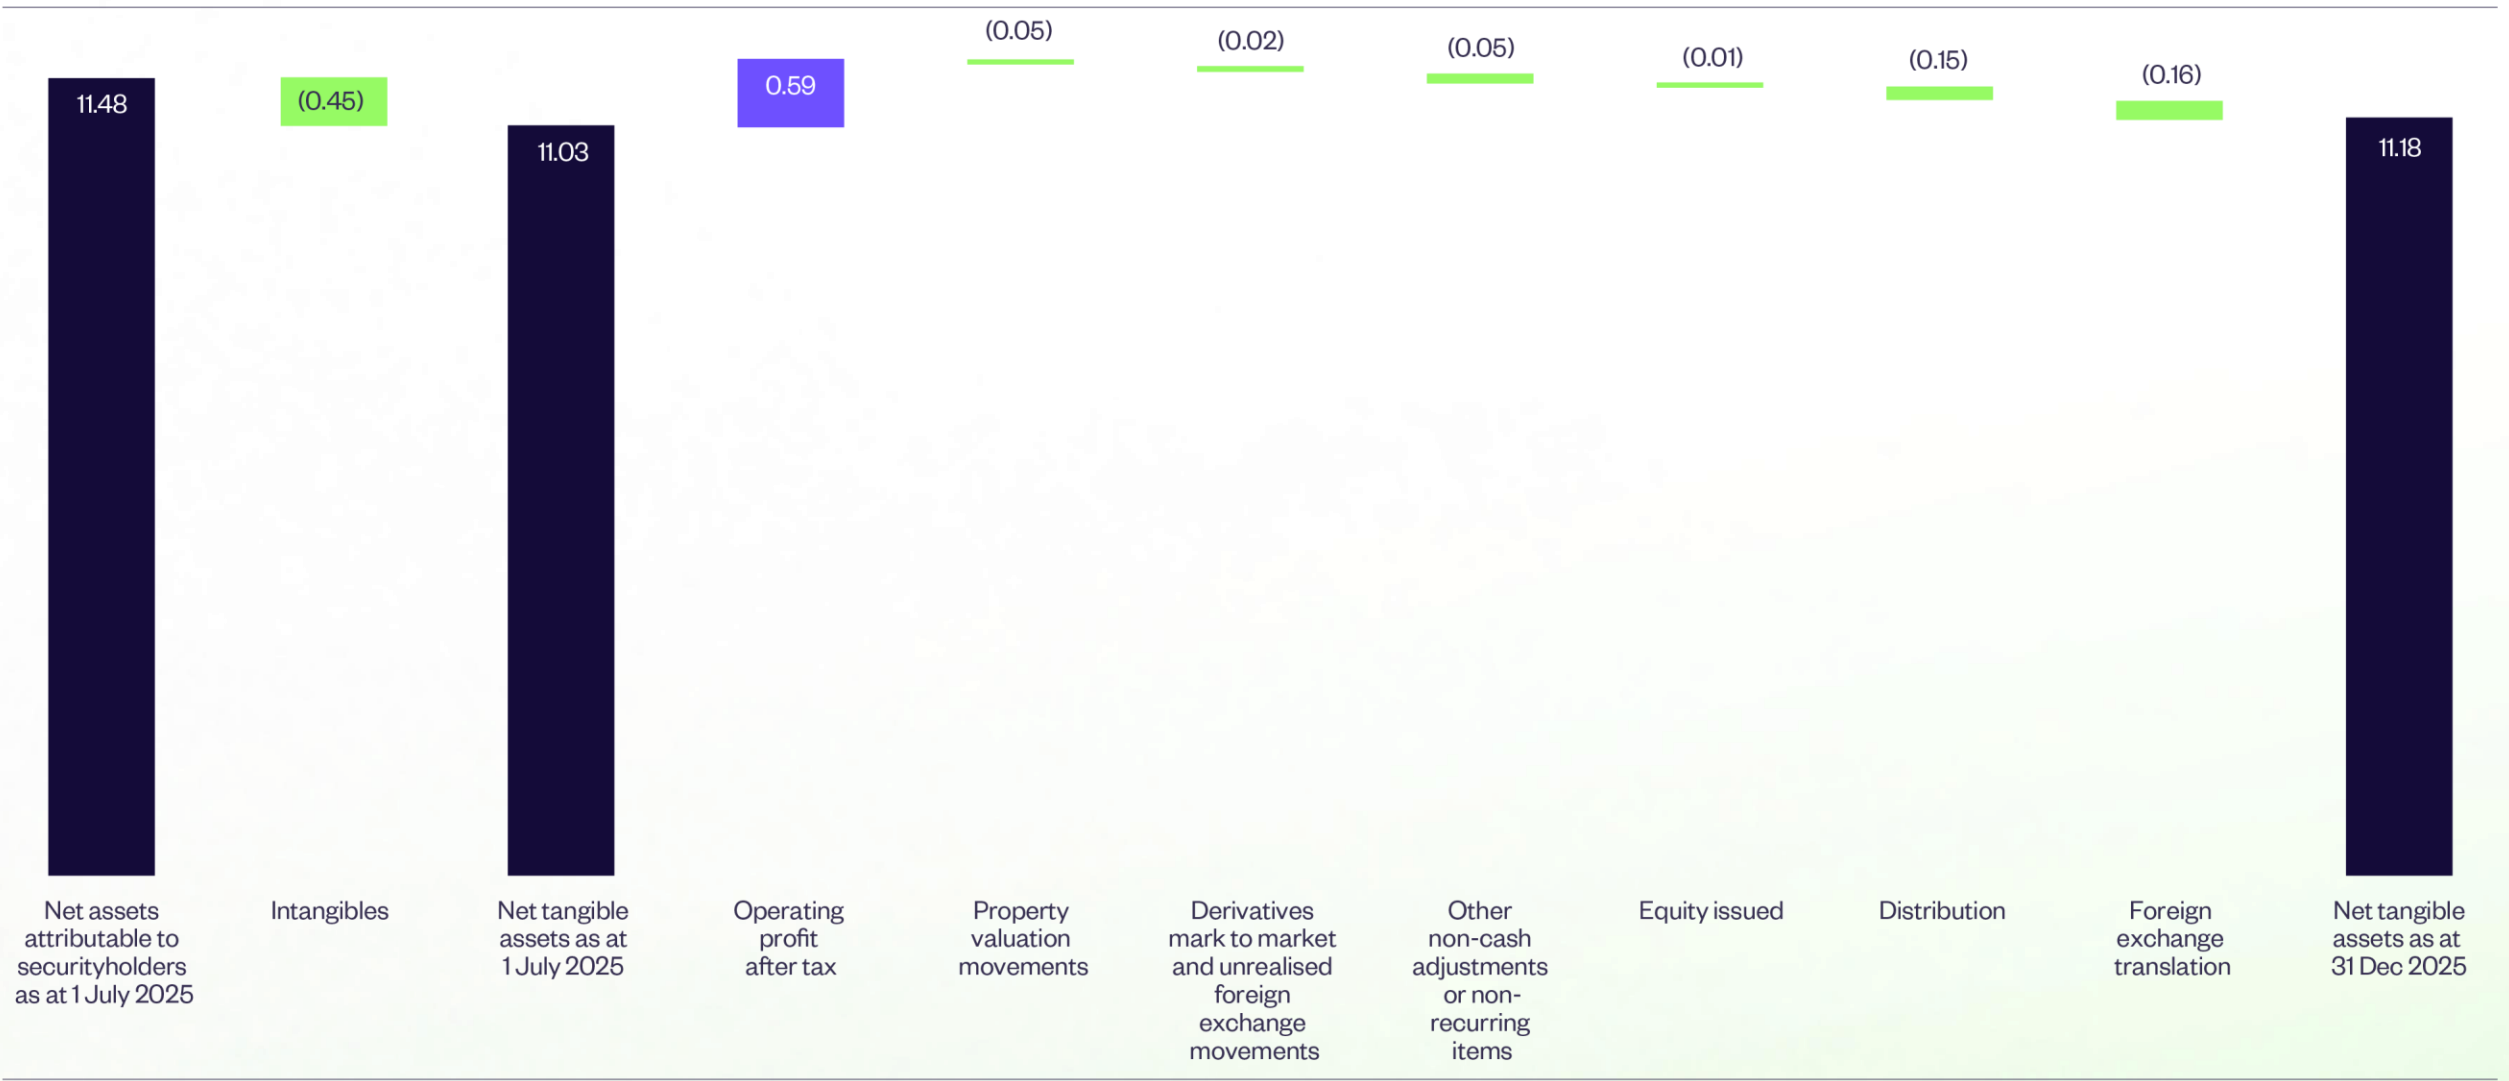 11.48
(0.45)
11.03
0.59
(0.05)
(0.02)
(0.05)
(0.01)
(0.15)
(0.16)
11.18
Net assets
attributable to
securityholders
as at 1 July 2025
Intangibles
Net tangible
assets as at
1 July 2025
Operating
profit
after tax
Property
valuation
movements
Derivatives
mark to market
and unrealised
foreign
exchange
movements
Other
non-cash
adjustments
or non-
recurring
items
Equity issued
Distribution
Foreign
exchange
translation
Net tangible
assets as at
31 Dec 2025